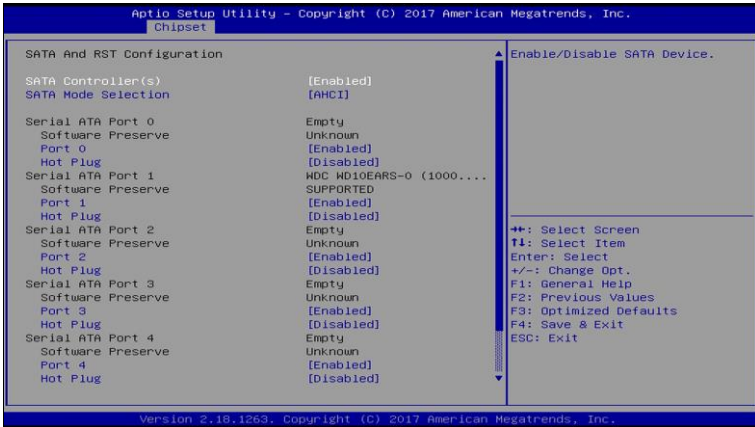 Aptio Setup Utility – Copyright (C) 2017 American Megatrends, Inc.
Chipset
SATA And RST Configuration
SATA Controller(s) [Enabled]
SATA Mode Selection [AHCI]
Serial ATA Port 0 Empty
Software Preserve Unknown
Port 0 [Enabled]
Hot Plug [Disabled]
Serial ATA Port 1 WDC WD10EARS-0 (1000....
Software Preserve SUPPORTED
Port 1 [Enabled]
Hot Plug [Disabled]
Serial ATA Port 2 Empty
Software Preserve Unknown
Port 2 [Enabled]
Hot Plug [Disabled]
Serial ATA Port 3 Empty
Software Preserve Unknown
Port 3 [Enabled]
Hot Plug [Disabled]
Serial ATA Port 4 Empty
Software Preserve Unknown
Port 4 [Enabled]
Hot Plug [Disabled]
Enable/Disable SATA Device.
→←: Select Screen
↑↓: Select Item
Enter: Select
+/-: Change Opt.
F1: General Help
F2: Previous Values
F3: Optimized Defaults
F4: Save & Exit
ESC: Exit
Version 2.18.1263. Copyright (C) 2017 American Megatrends, Inc.